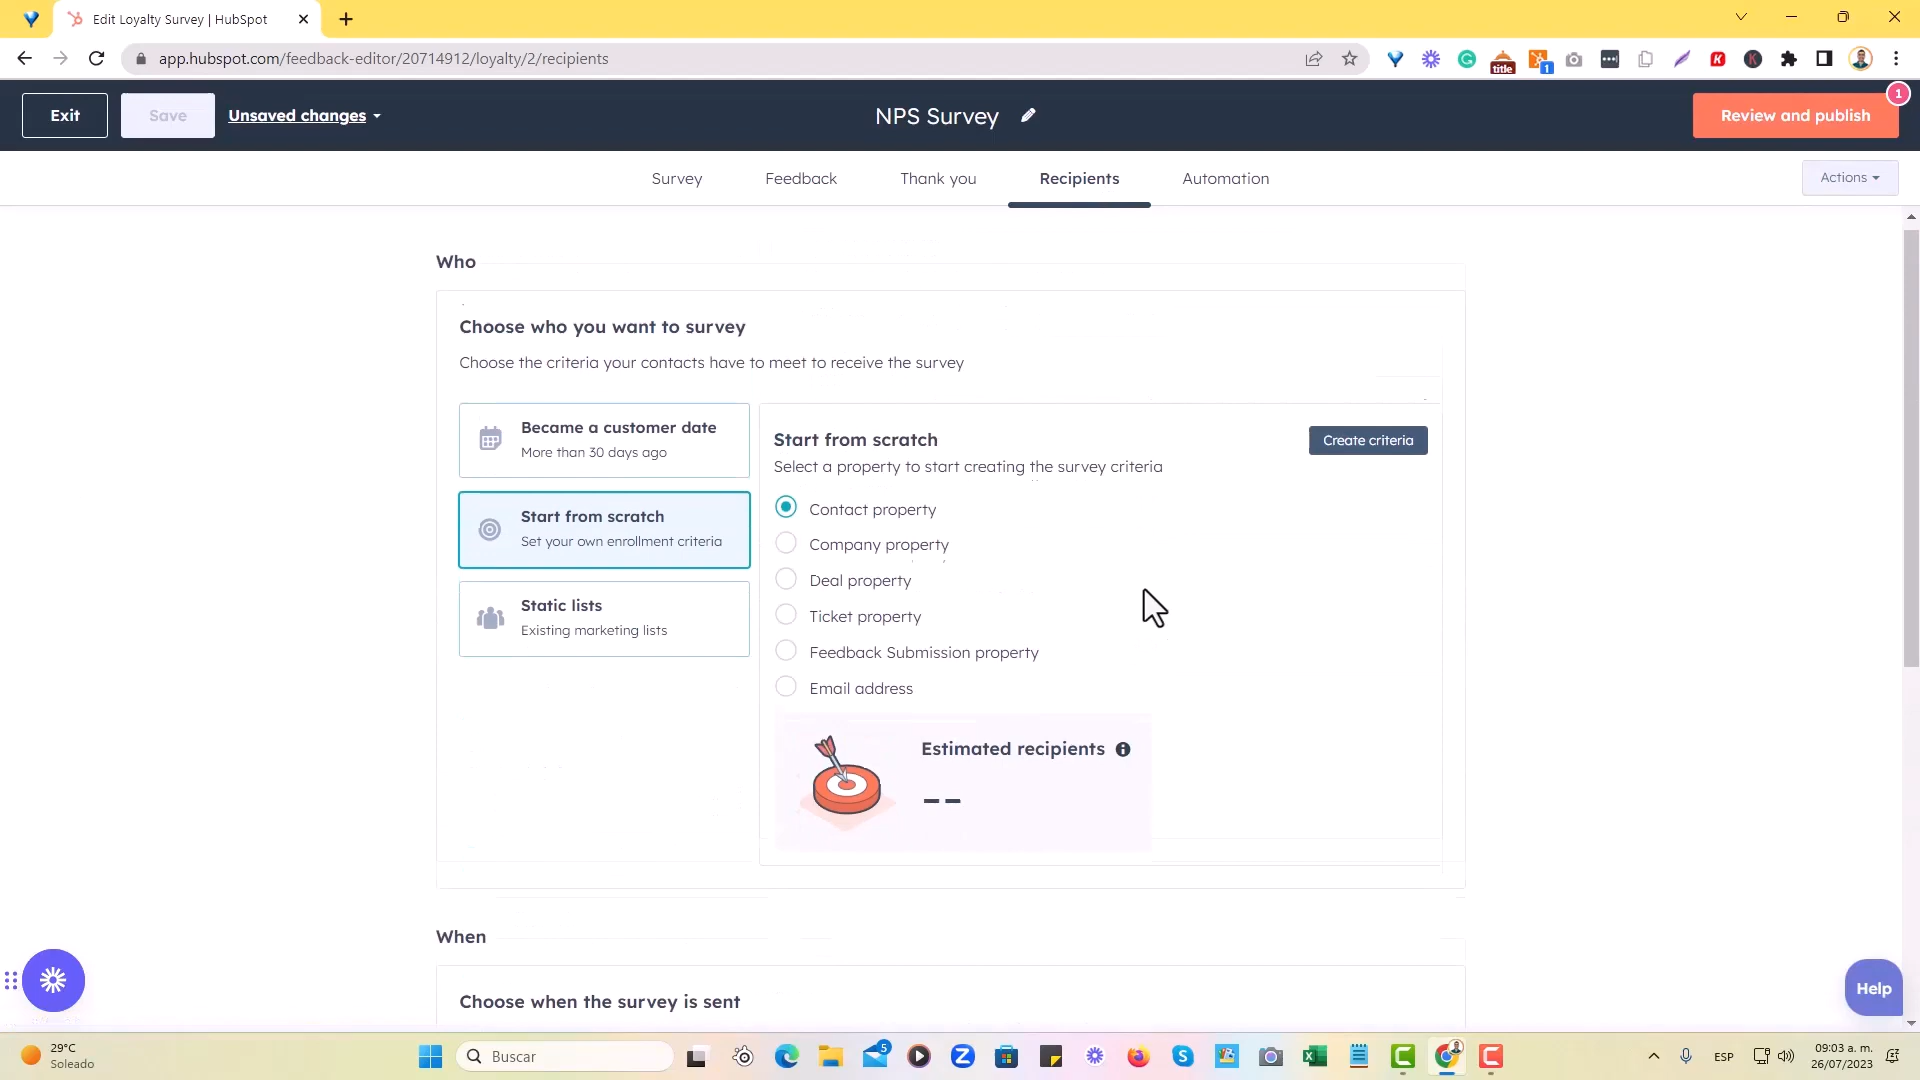 Edit Loyalty Survey | HubSpot
app.hubspot.com/feedback-editor/20714912/loyalty/2/recipients
title
1
Exit
Save
Unsaved changes
NPS Survey
Review and publish
1
Survey
Feedback
Thank you
Recipients
Automation
Actions
Who
Choose who you want to survey
Choose the criteria your contacts have to meet to receive the survey
Became a customer date
More than 30 days ago
Start from scratch
Set your own enrollment criteria
Static lists
Existing marketing lists
Start from scratch
Create criteria
Select a property to start creating the survey criteria
Contact property
Company property
Deal property
Ticket property
Feedback Submission property
Email address
Estimated recipients
--
When
Choose when the survey is sent
Help
29°C
Soleado
Buscar
5
ESP
09:03 a. m.
26/07/2023